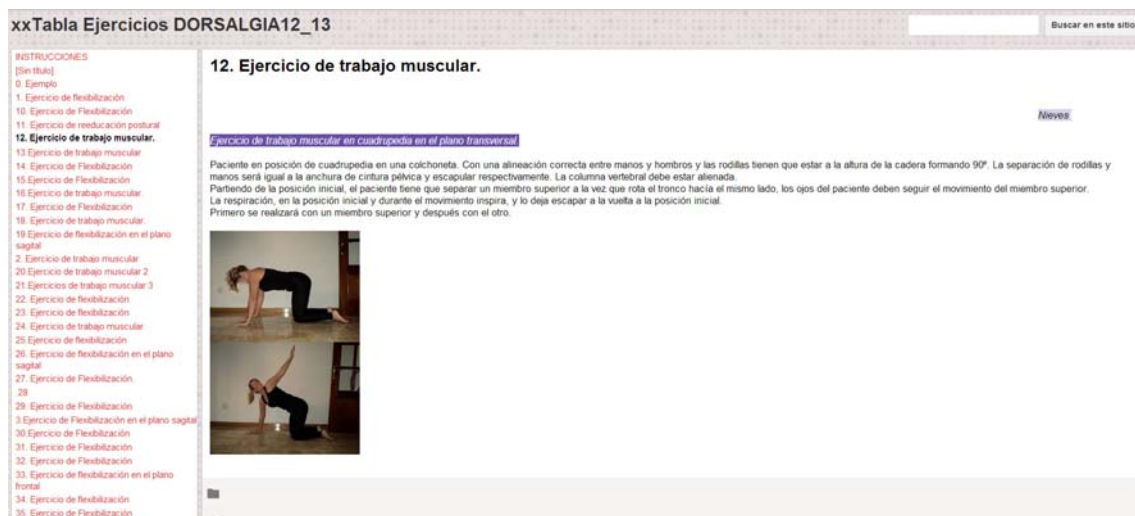 xxTabla Ejercicios DORSALGIA12_13
Buscar en este sitio
INSTRUCCIONES
[Sin título]
0. Ejemplo
1. Ejercicio de flexibilización
10. Ejercicio de Flexibilización
11. Ejercicio de reeducación postural
12. Ejercicio de trabajo muscular.
13.Ejercicio de trabajo muscular
14. Ejercicio de Flexibilización
15.Ejercicio de Flexibilización
16.Ejercicio de trabajo muscular.
17. Ejercicio de Flexibilización
18. Ejercicio de trabajo muscular.
19.Ejercicio de flexibilización en el plano
sagital
2. Ejercicio de trabajo muscular
20.Ejercicio de trabajo muscular 2
21.Ejercicios de trabajo muscular 3
22. Ejercicio de flexibilización
23. Ejercicio de flexibilización
24. Ejercicio de trabajo muscular
25.Ejercicio de flexibilización
26. Ejercicio de flexibilización en el plano
sagital
27. Ejercicio de Flexibilización
28
29. Ejercicio de Flexibilización
3.Ejercicio de Flexibilización en el plano sagital
30.Ejercicio de Flexibilización
31. Ejercicio de Flexibilización
32. Ejercicio de Flexibilización
33. Ejercicio de flexibilización en el plano
frontal
34. Ejercicio de flexibilización
35. Ejercicio de Flexibilización
12. Ejercicio de trabajo muscular.
Nieves
Ejercicio de trabajo muscular en cuadrupedia en el plano transversal
Paciente en posición de cuadrupedia en una colchoneta. Con una alineación correcta entre manos y hombros y las rodillas tienen que estar a la altura de la cadera formando 90º. La separación de rodillas y
manos será igual a la anchura de cintura pélvica y escapular respectivamente. La columna vertebral debe estar alienada.
Partiendo de la posición inicial, el paciente tiene que separar un miembro superior a la vez que rota el tronco hacía el mismo lado, los ojos del paciente deben seguir el movimiento del miembro superior.
La respiración, en la posición inicial y durante el movimiento inspira, y lo deja escapar a la vuelta a la posición inicial.
Primero se realizará con un miembro superior y después con el otro.